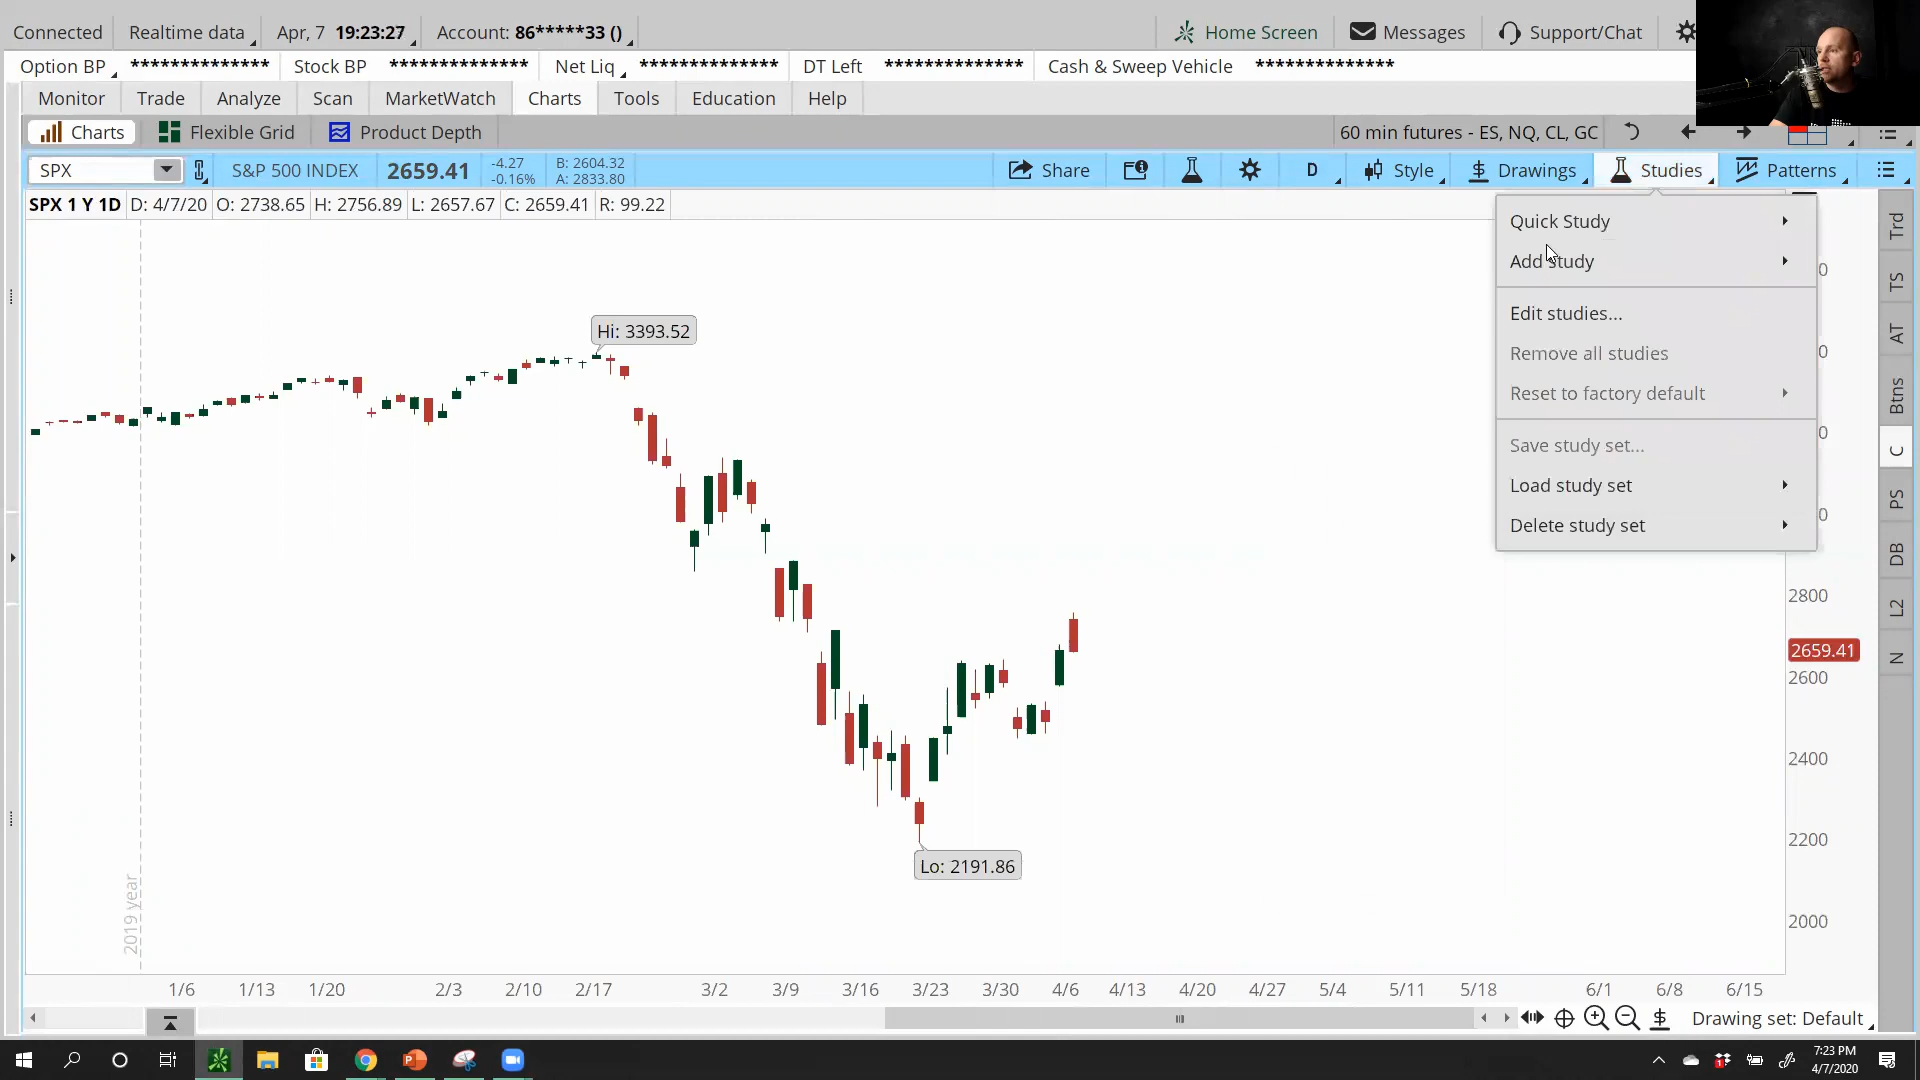 Connected Realtime data Apr, 7 19:23:27 Account: 86*****33 () Home Screen Messages Support/Chat
Option BP ************** Stock BP ************** Net Liq ************** DT Left ************** Cash & Sweep Vehicle **************
Monitor Trade Analyze Scan MarketWatch Charts Tools Education Help
Charts Flexible Grid Product Depth 60 min futures - ES, NQ, CL, GC
SPX S&P 500 INDEX 2659.41 -4.27 B: 2604.32 Share D Style Drawings Studies Patterns
-0.16% A: 2833.80
SPX 1 Y 1D D: 4/7/20 O: 2738.65 H: 2756.89 L: 2657.67 C: 2659.41 R: 99.22
Quick Study
Add Study
Edit studies...
Remove all studies
Reset to factory default
Save study set...
Load study set
Delete study set
Trd
TS
AT
Btns
C
PS
DB
L2
N
Hi: 3393.52
Lo: 2191.86
2800
2659.41
2600
2400
2200
2000
2019 year
1/6 1/13 1/20 2/3 2/10 2/17 3/2 3/9 3/16 3/23 3/30 4/6 4/13 4/20 4/27 5/4 5/11 5/18 6/1 6/8 6/15
Drawing set: Default
7:23 PM
4/7/2020